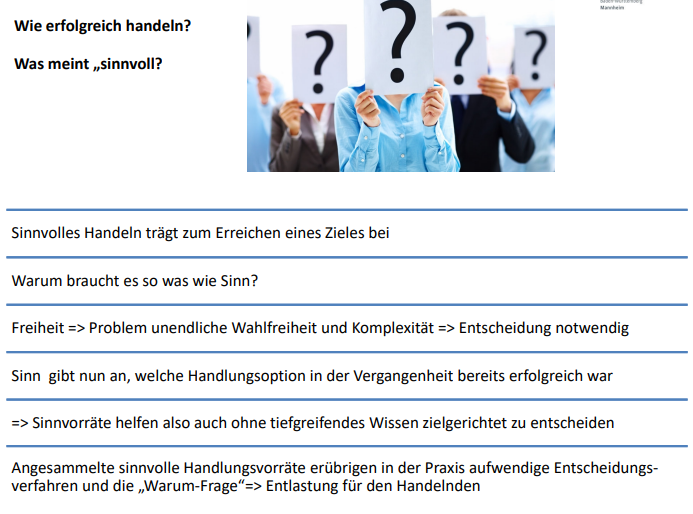 Baden-Württemberg
Mannheim
Wie erfolgreich handeln?
Was meint „sinnvoll?
? ? ? ? 
Sinnvolles Handeln trägt zum Erreichen eines Zieles bei
Warum braucht es so was wie Sinn?
Freiheit => Problem unendliche Wahlfreiheit und Komplexität => Entscheidung notwendig
Sinn  gibt nun an, welche Handlungsoption in der Vergangenheit bereits erfolgreich war
=> Sinnvorräte helfen also auch ohne tiefgreifendes Wissen zielgerichtet zu entscheiden
Angesammelte sinnvolle Handlungsvorräte erübrigen in der Praxis aufwendige Entscheidungs-
verfahren und die „Warum-Frage“=> Entlastung für den Handelnden